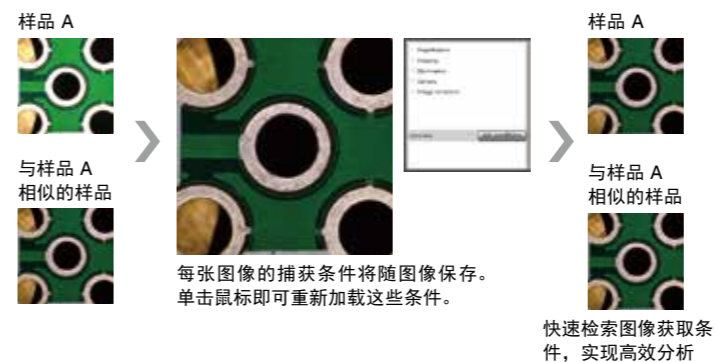 样品 A
与样品 A
相似的样品
每张图像的捕获条件将随图像保存。
单击鼠标即可重新加载这些条件。
样品 A
与样品 A
相似的样品
快速检索图像获取条
件，实现高效分析